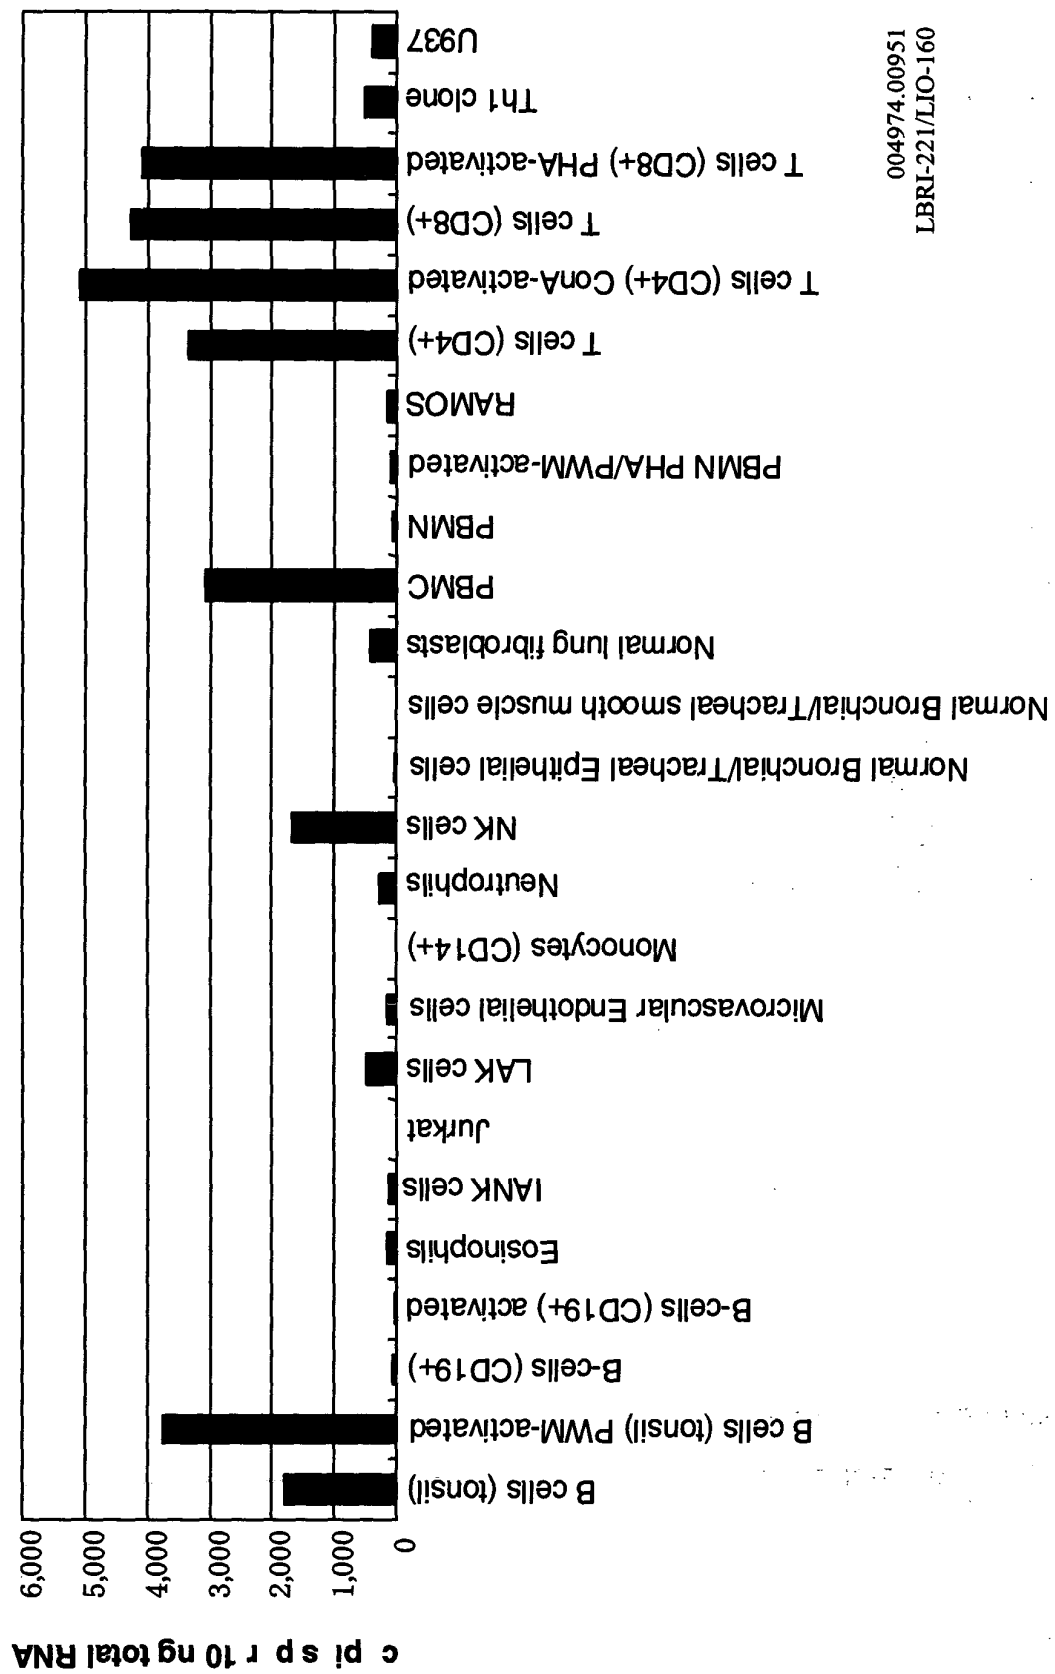 c pi s p r 10 ng total RNA
6,000
5,000
4,000
3,000
2,000
1,000
0
B cells (tonsil)
B cells (tonsil) PWM-activated
B-cells (CD19+)
B-cells (CD19+) activated
Eosinophils
IANK cells
Jurkat
LAK cells
Microvascular Endothelial cells
Monocytes (CD14+)
Neutrophils
NK cells
Normal Bronchial/Tracheal Epithelial cells
Normal Bronchial/Tracheal smooth muscle cells
Normal lung fibroblasts
PBMC
PBMN
PBMN PHA/PWM-activated
RAMOS
T cells (CD4+)
T cells (CD4+) ConA-activated
T cells (CD8+)
T cells (CD8+) PHA-activated
Th1 clone
U937
004974.00951
LBRI-221/LIO-160